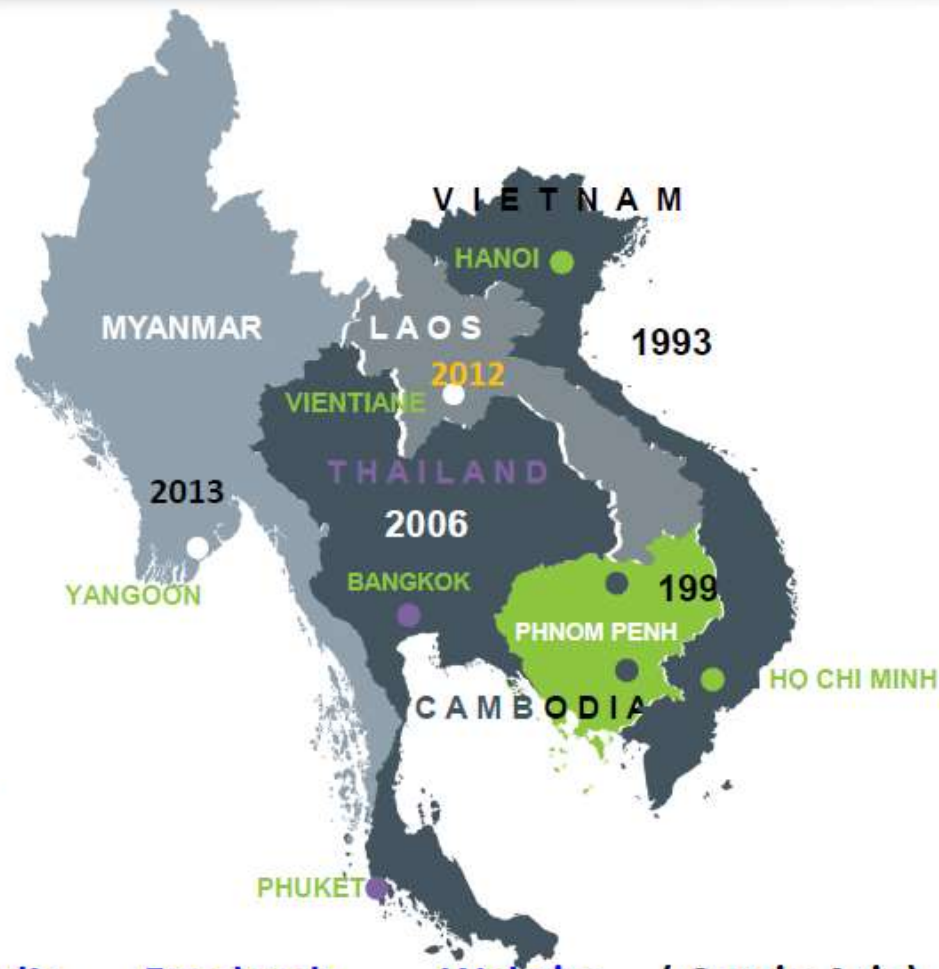 VIETNAM
HANOI
MYANMAR
LAOS
1993
2012
VIENTIANE
THAILAND
2013
2006
BANGKOK
199
YANGOON
PHNOM PENH
HO CHI MINH
CAMBODIA
PHUKET